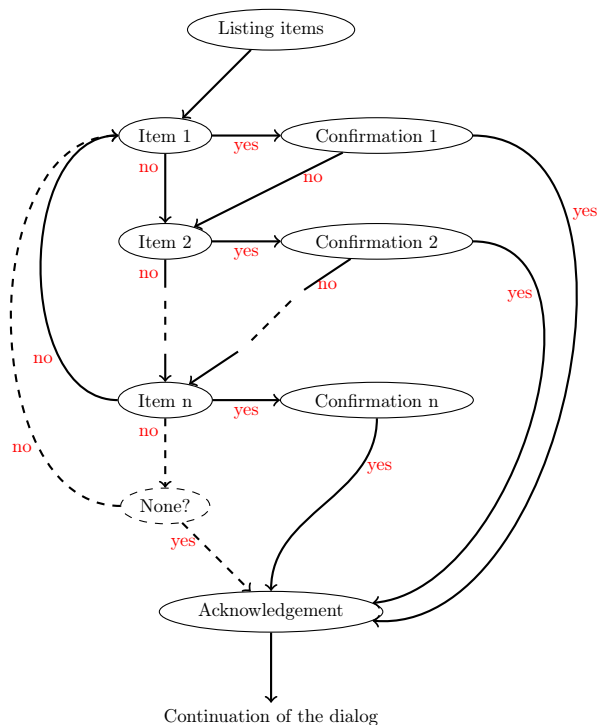 Listing items
Item 1
yes
Confirmation 1
no
no
yes
Item 2
yes
Confirmation 2
no
no
yes
no
Item n
yes
Confirmation n
no
yes
no
None?
yes
Acknowledgement
Continuation of the dialog